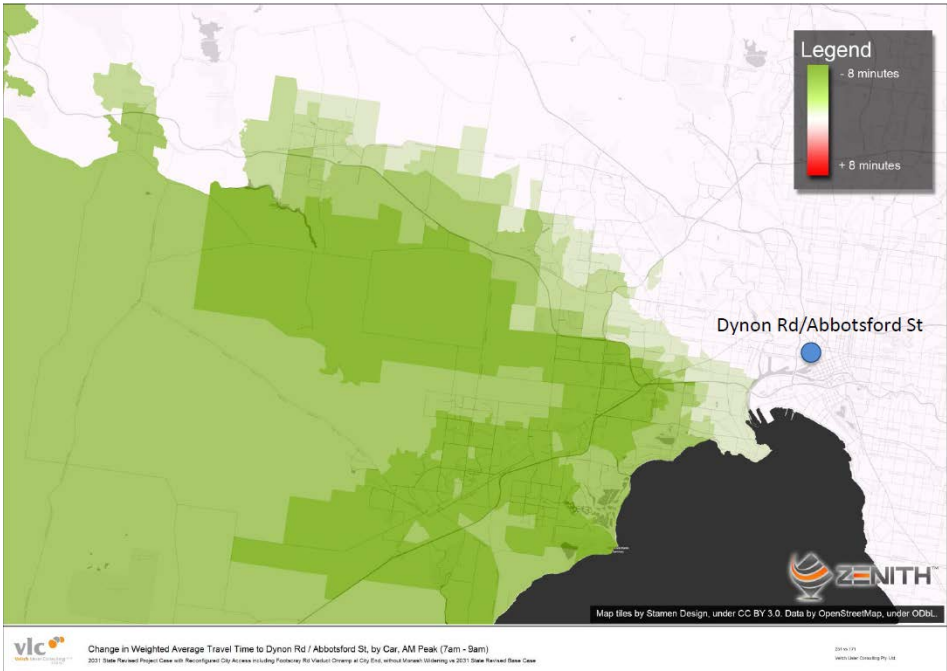 Legend
- 8 minutes
+ 8 minutes
Dynon Rd/Abbotsford St
ZENITH™
Map tiles by Stamen Design, under CC BY 3.0. Data by OpenStreetMap, under ODbL.
vlc
Change in Weighted Average Travel Time to Dynon Rd / Abbotsford St, by Car, AM Peak (7am - 9am)
2031 State Revised Project Case with Reconfigured City Access including Footscray Rd Viaduct Onramp at City End, without Monash Widening vs 2031 State Revised Base Case
Veitch Lister Consulting Pty Ltd